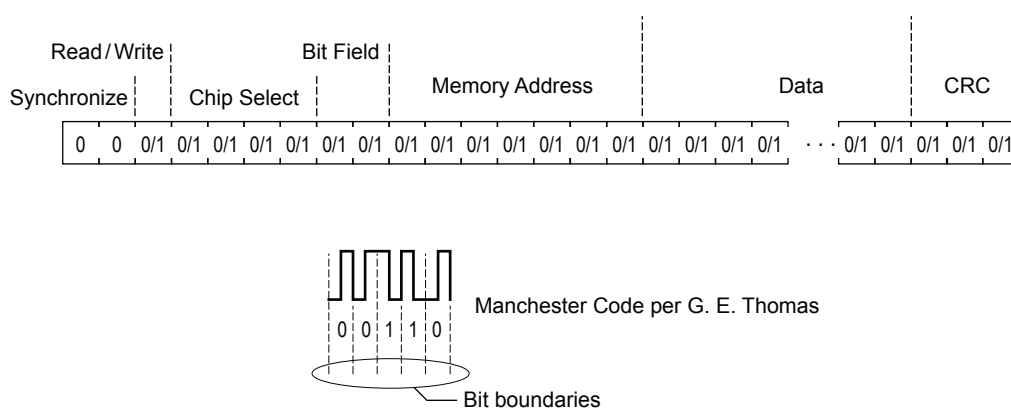 Read/Write
Bit Field
Synchronize
Chip Select
Memory Address
Data
CRC
0 0 0/1 0/1 0/1 0/1 0/1 0/1 0/1 0/1 0/1 0/1 0/1 0/1 0/1 0/1 0/1 0/1 0/1 0/1 · · · 0/1 0/1 0/1 0/1 0/1
Manchester Code per G. E. Thomas
0 0 1 1 0
Bit boundaries